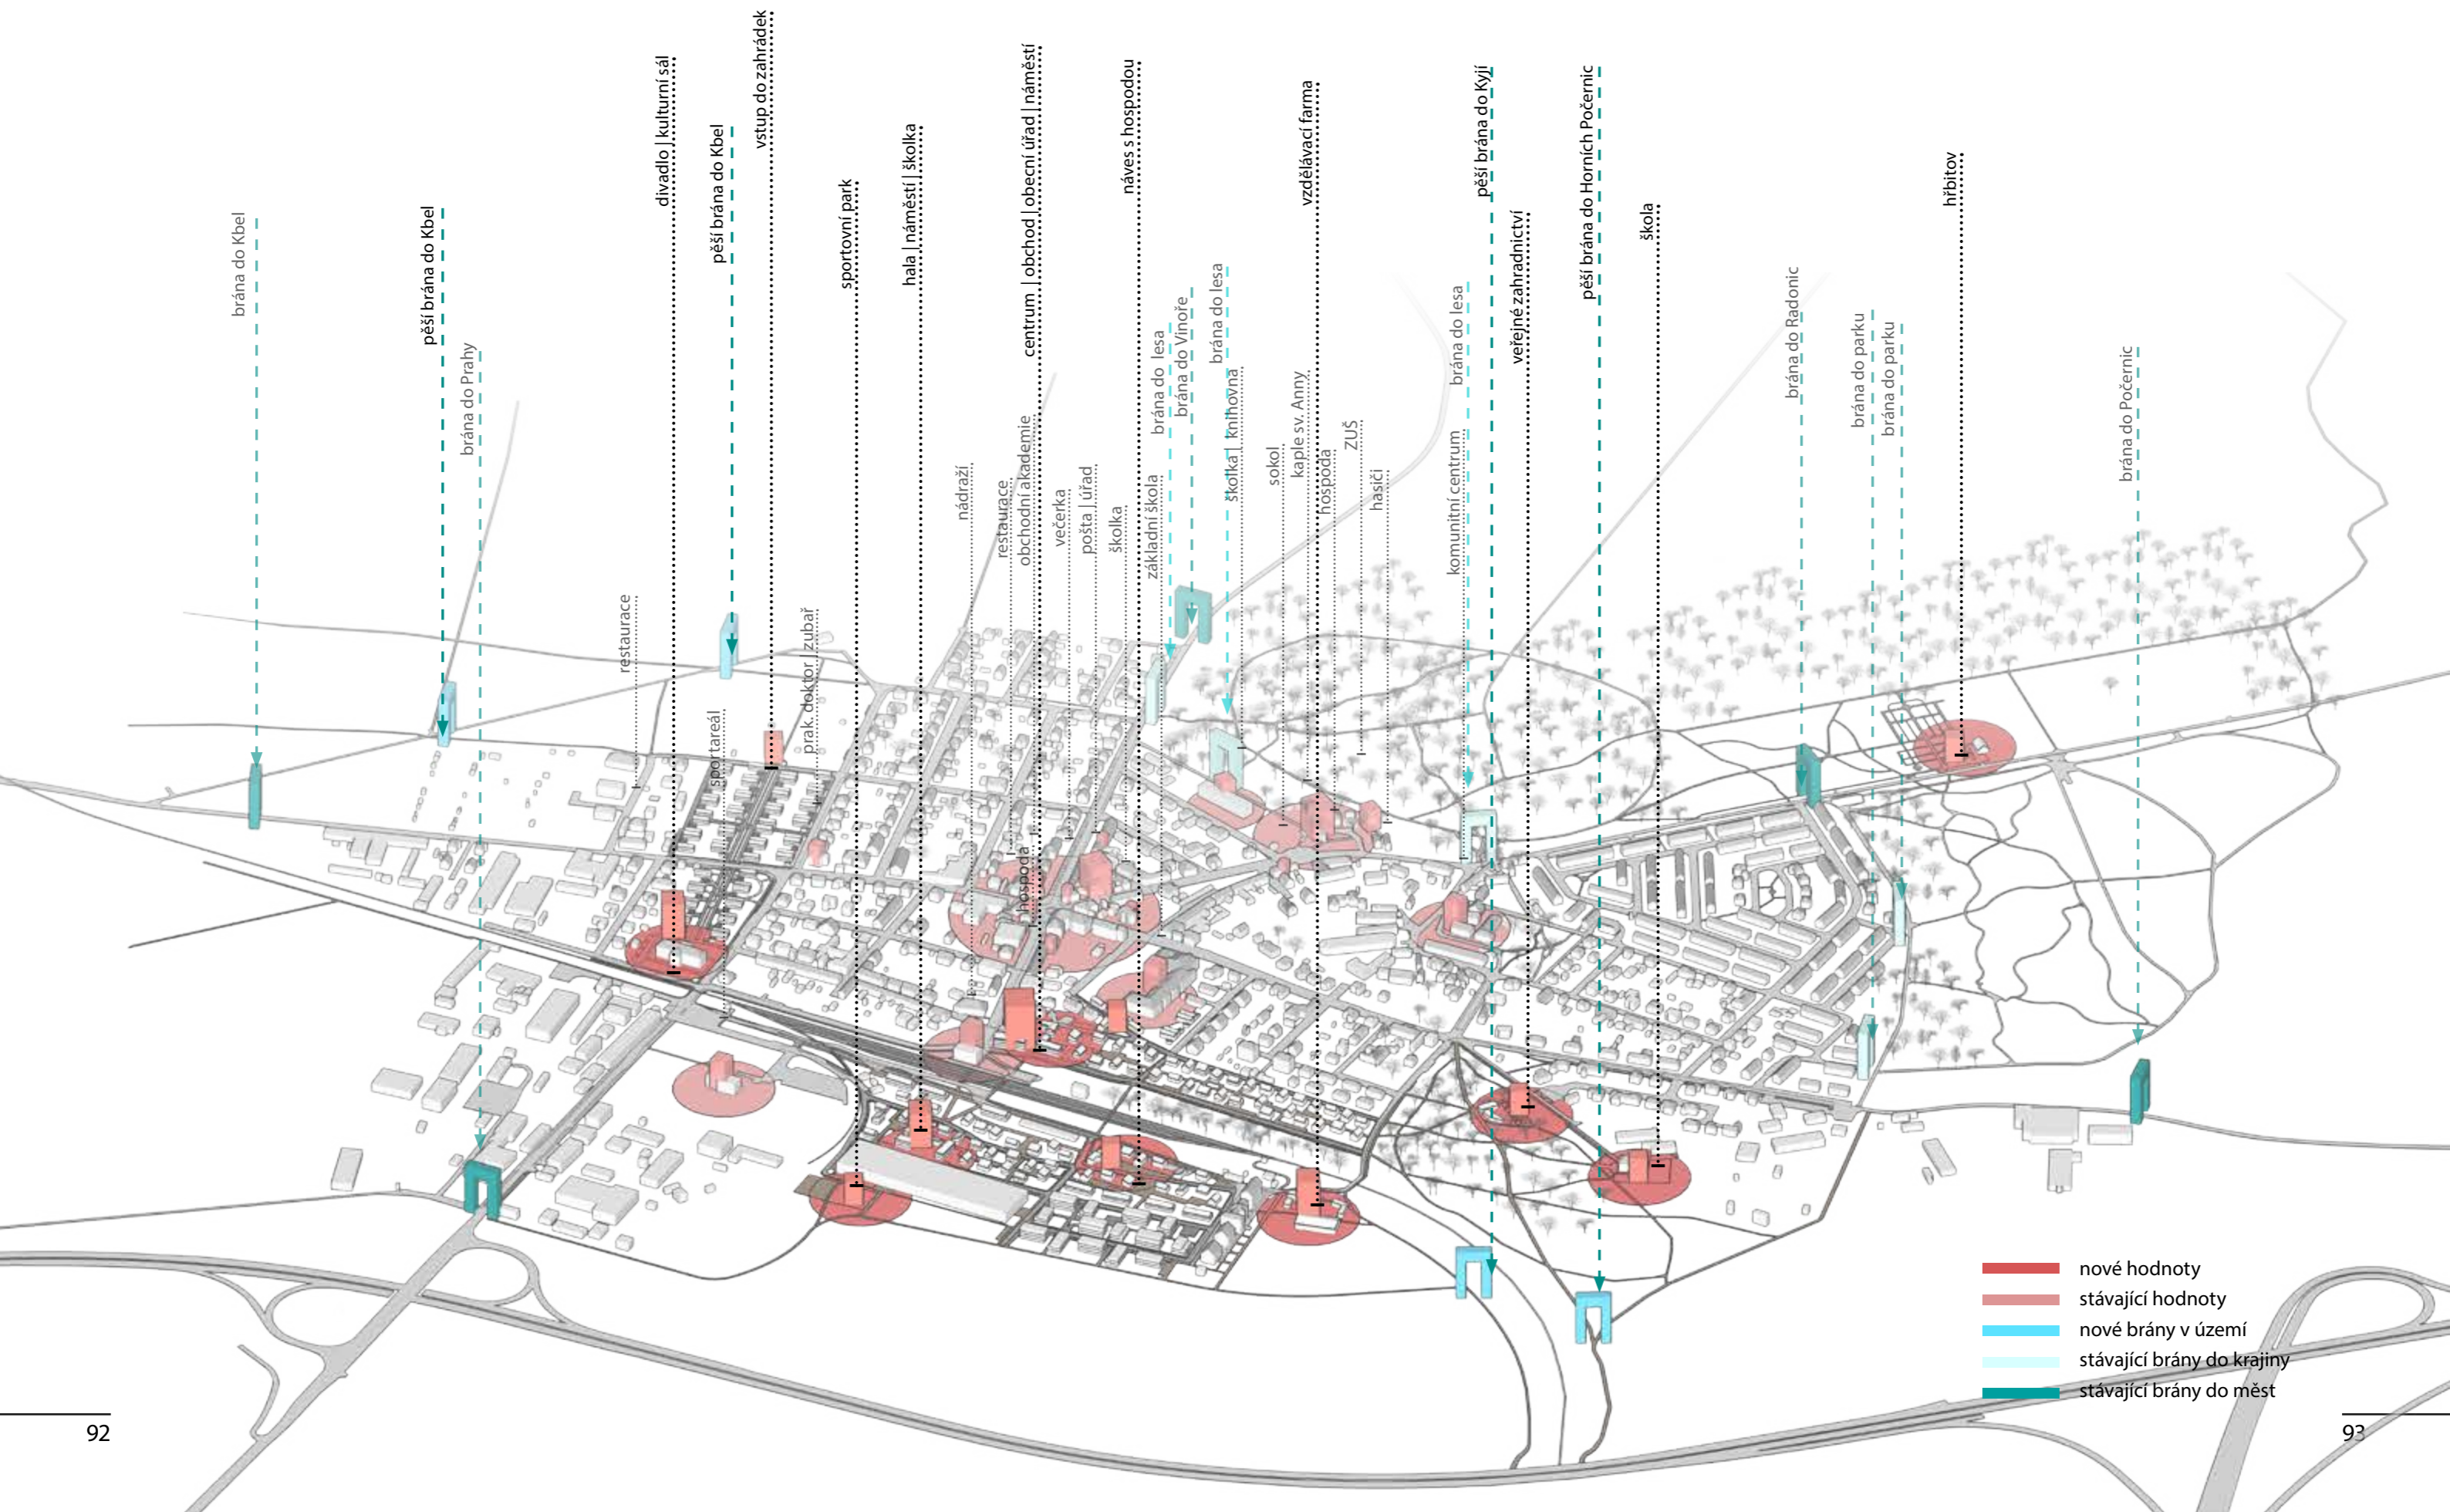 brána do Kbel
pěší brána do Kbel
brána do Prahy
restaurace
divadlo | kulturní sál
sportareál
pěší brána do Kbel
vstup do zahrádek
prak. doktor | zubař
sportovní park
hala | náměstí | školka
nádraží
restaurace
obchodní akademie
hospoda
centrum | obchod | obecní úřad | náměstí
večerka
pošta | úřad
školka
náves s hospodou
základní škola
brána do lesa
brána do Vinoře
brána do lesa
školka | knihovna
sokol
kaple sv. Anny
vzdělávací farma
hospoda
ZUŠ
hasiči
komunitní centrum
brána do lesa
pěší brána do Kyjí
veřejné zahradnictví
pěší brána do Horních Počernic
škola
brána do Radonic
brána do parku
brána do parku
hřbitov
brána do Počernic
nové hodnoty
stávající hodnoty
nové brány v území
stávající brány do krajiny
stávající brány do měst
92
93